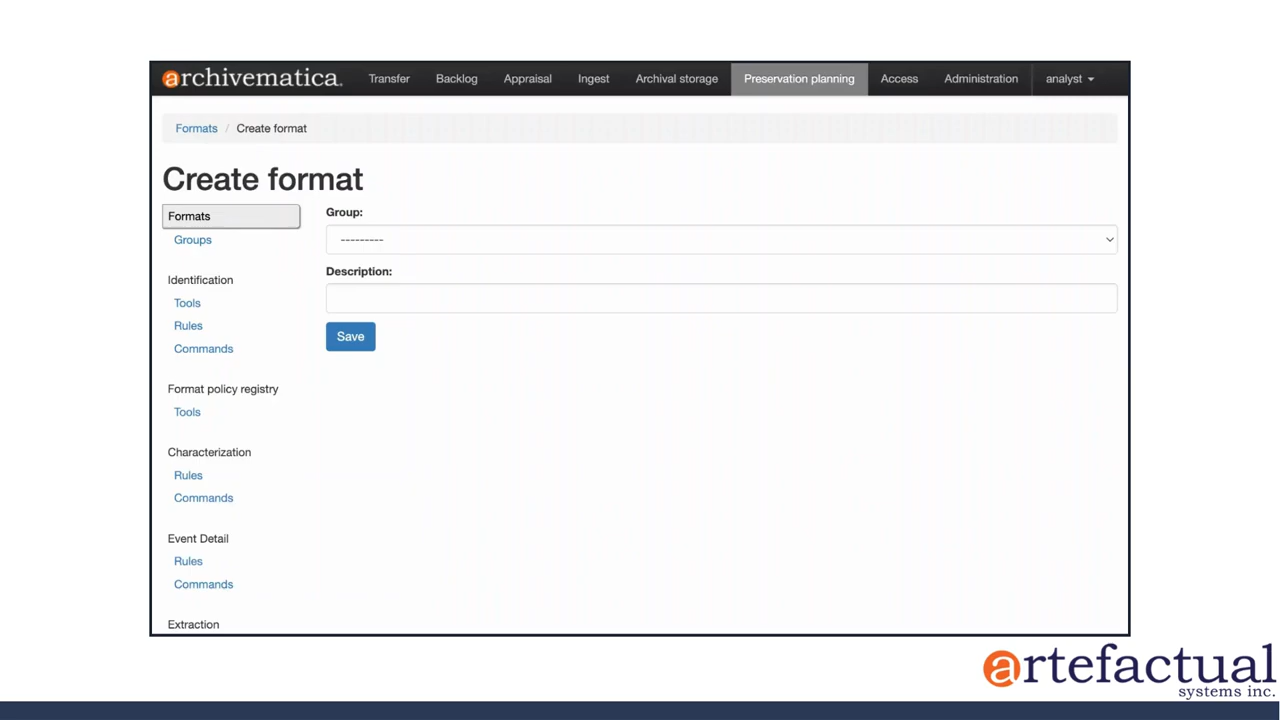 archivematica
Transfer Backlog Appraisal Ingest Archival storage Preservation planning Access Administration analyst
Formats / Create format
Create format
Formats
Groups
Identification
Tools
Rules
Commands
Format policy registry
Tools
Characterization
Rules
Commands
Event Detail
Rules
Commands
Extraction
Group:
---------
Description:
Save
artefactual
systems inc.